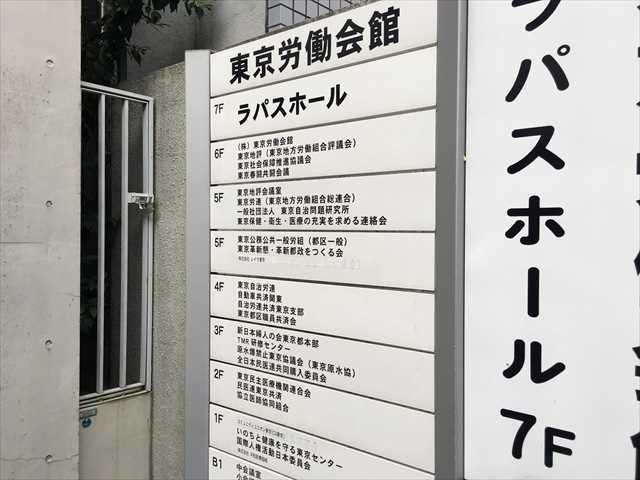 東京労働会館
7F ラパスホール
6F (株)東京労働会館
東京地評(東京地方労働組合評議会)
東京社会保障推進協議会
東京春闘共闘会議
5F 東京地評会議室
東京労連(東京地方労働組合総連合)
一般社団法人 東京自治問題研究所
東京保健・衛生・医療の充実を求める連絡会
5F 東京公務公共一般労組(都区一般)
東京革新懇・革新都政をつくる会
4F 東京自治労連
自動車共済関東
自治労連共済東京支部
東京都区職員共済会
3F 新日本婦人の会東京都本部
TMR研修センター
原水爆禁止東京協議会(東京原水協)
全日本民医連共同購入委員会
2F 東京民主医療機関連合会
民医連東京共済
協立医師協同組合
1F
いのちと健康を守る東京センター
国際人権活動日本委員会
B1 中会議室
ラパスホール 7F